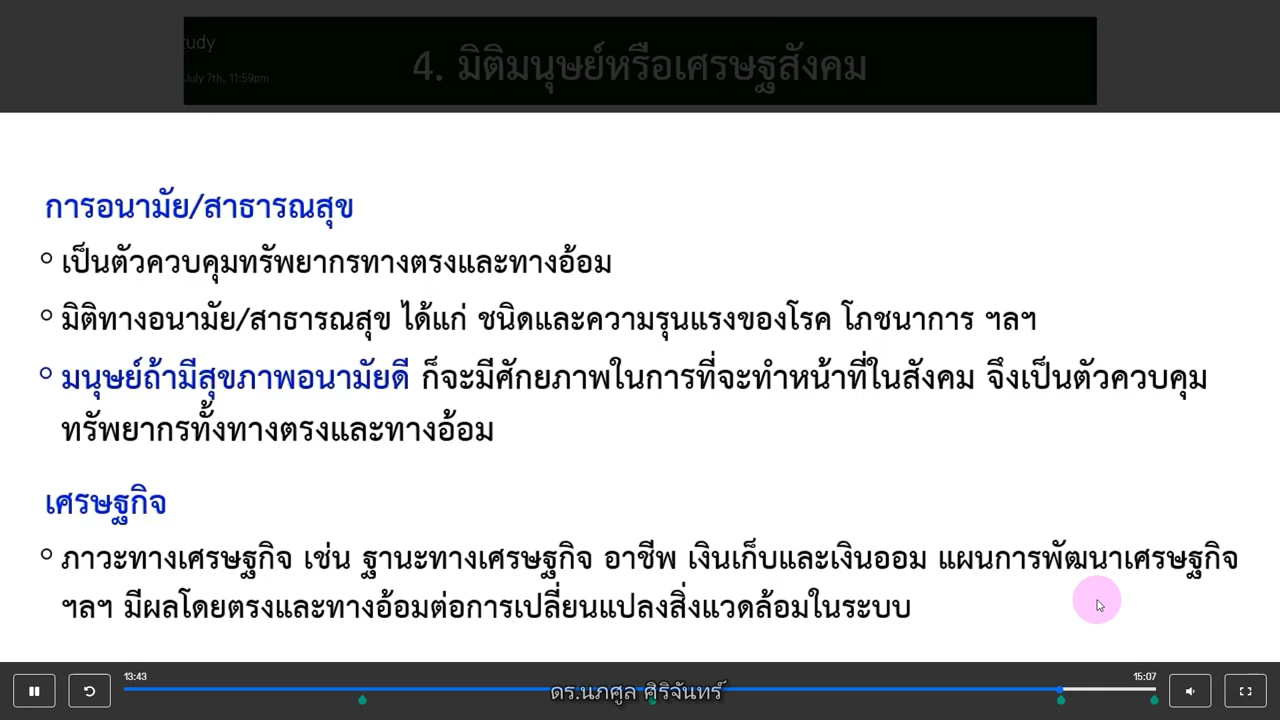 tudy
July 7th, 11:59pm
4. มิติมนุษย์หรือเศรษฐสังคม
การอนามัย/สาธารณสุข
เป็นตัวควบคุมทรัพยากรทางตรงและทางอ้อม
มิติทางอนามัย/สาธารณสุข ได้แก่ ชนิดและความรุนแรงของโรค โภชนาการ ฯลฯ
มนุษย์ถ้ามีสุขภาพอนามัยดี ก็จะมีศักยภาพในการที่จะทำหน้าที่ในสังคม จึงเป็นตัวควบคุม
ทรัพยากรทั้งทางตรงและทางอ้อม
เศรษฐกิจ
ภาวะทางเศรษฐกิจ เช่น ฐานะทางเศรษฐกิจ อาชีพ เงินเก็บและเงินออม แผนการพัฒนาเศรษฐกิจ
ฯลฯ มีผลโดยตรงและทางอ้อมต่อการเปลี่ยนแปลงสิ่งแวดล้อมในระบบ
13:43
15:07
ดร.นภศูล ศิริจันทร์